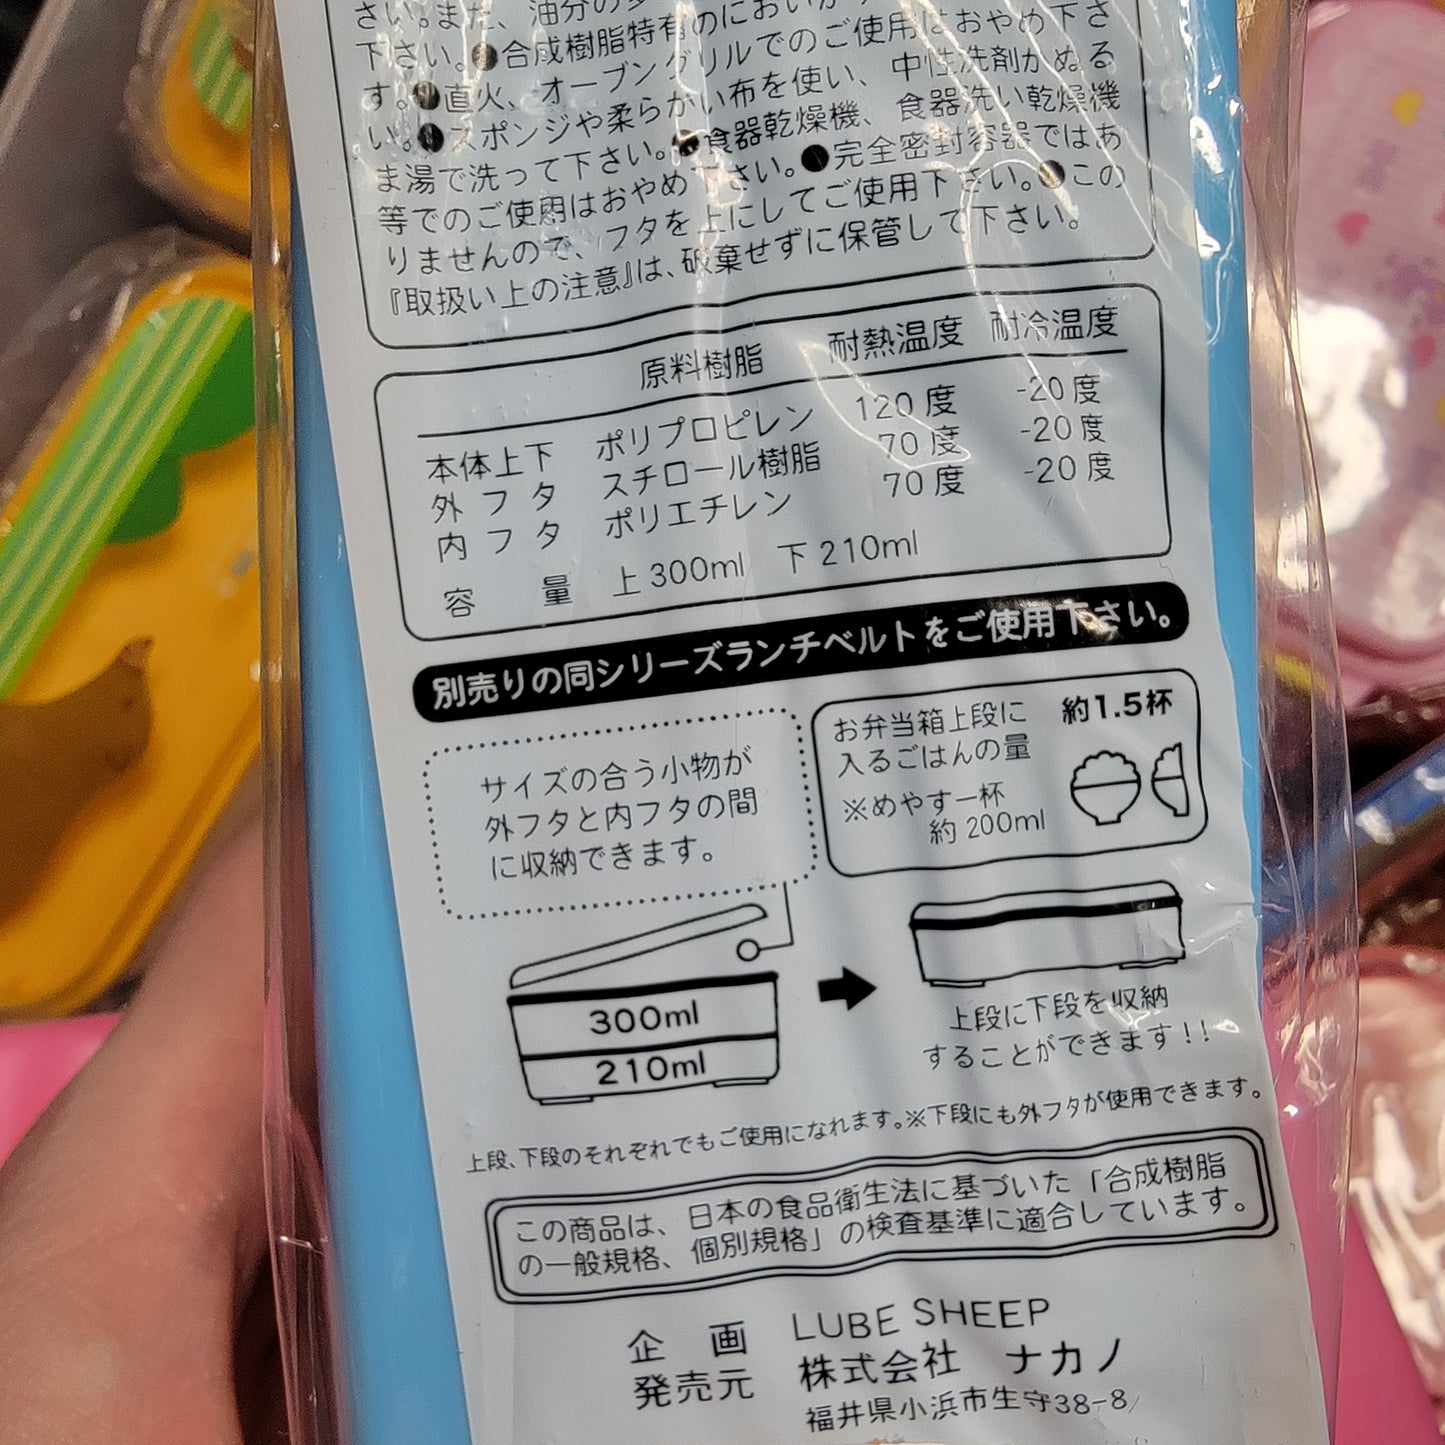 さい。また、油分の多
下さい。●合成樹脂特有のにおいが
す。●直火、オーブングリルでのご使用はおやめ下さ
い。●スポンジや柔らかい布を使い、中性洗剤かぬる
ま湯で洗って下さい。●食器乾燥機、食器洗い乾燥機
等でのご使用はおやめ下さい。●完全密封容器ではあ
りませんので、フタを上にしてご使用下さい。●この
『取扱い上の注意』は、破棄せずに保管して下さい。
原料樹脂 耐熱温度 耐冷温度
本体上下 ポリプロピレン 120度 -20度
外フタ スチロール樹脂 70度 -20度
内フタ ポリエチレン 70度 -20度
容量 上300ml 下210ml
別売りの同シリーズランチベルトをご使用下さい。
サイズの合う小物が
外フタと内フタの間
に収納できます。
お弁当箱上段に
入るごはんの量
※めやす一杯
約200ml
約1.5杯
300ml
210ml
上段に下段を収納
することができます!!
上段、下段のそれぞれでもご使用になれます。※下段にも外フタが使用できます。
この商品は、日本の食品衛生法に基づいた「合成樹脂
の一般規格、個別規格」の検査基準に適合しています。
企画 LUBE SHEEP
発売元 株式会社 ナカノ
福井県小浜市生守38-8